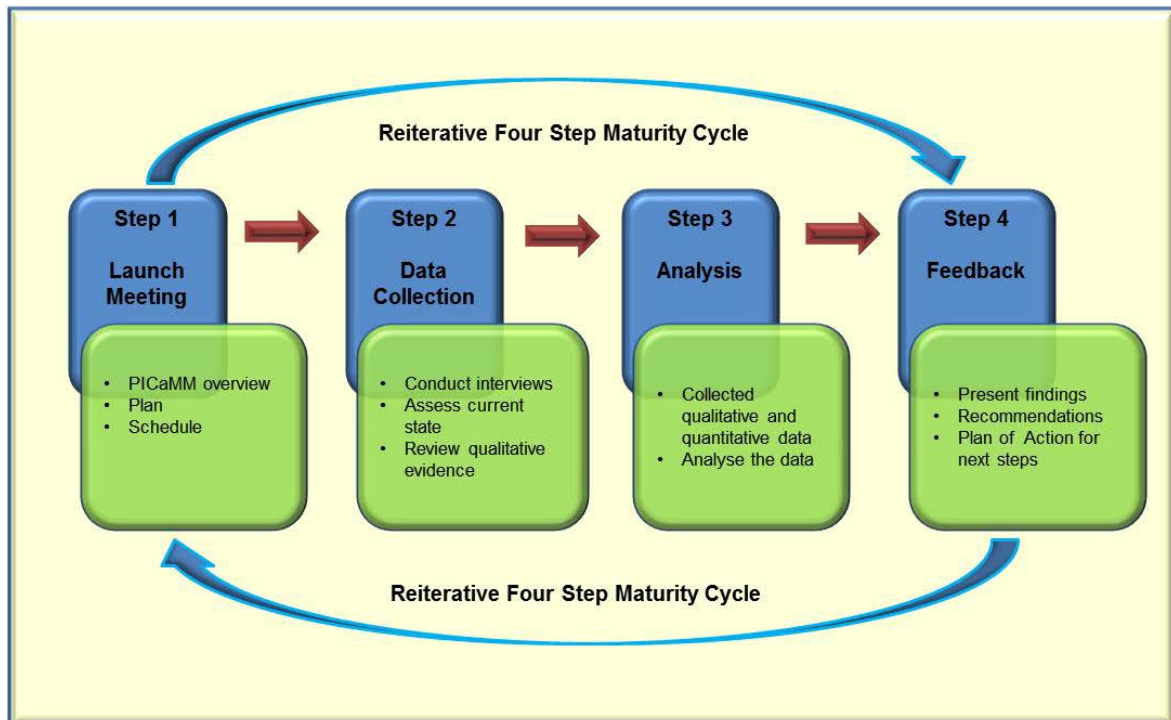 Reiterative Four Step Maturity Cycle
Step 1
Launch
Meeting
• PICaMM overview
• Plan
• Schedule
Step 2
Data
Collection
• Conduct interviews
• Assess current
state
• Review qualitative
evidence
Step 3
Analysis
• Collected
qualitative and
quantitative data
• Analyse the data
Step 4
Feedback
• Present findings
• Recommendations
• Plan of Action for
next steps
Reiterative Four Step Maturity Cycle